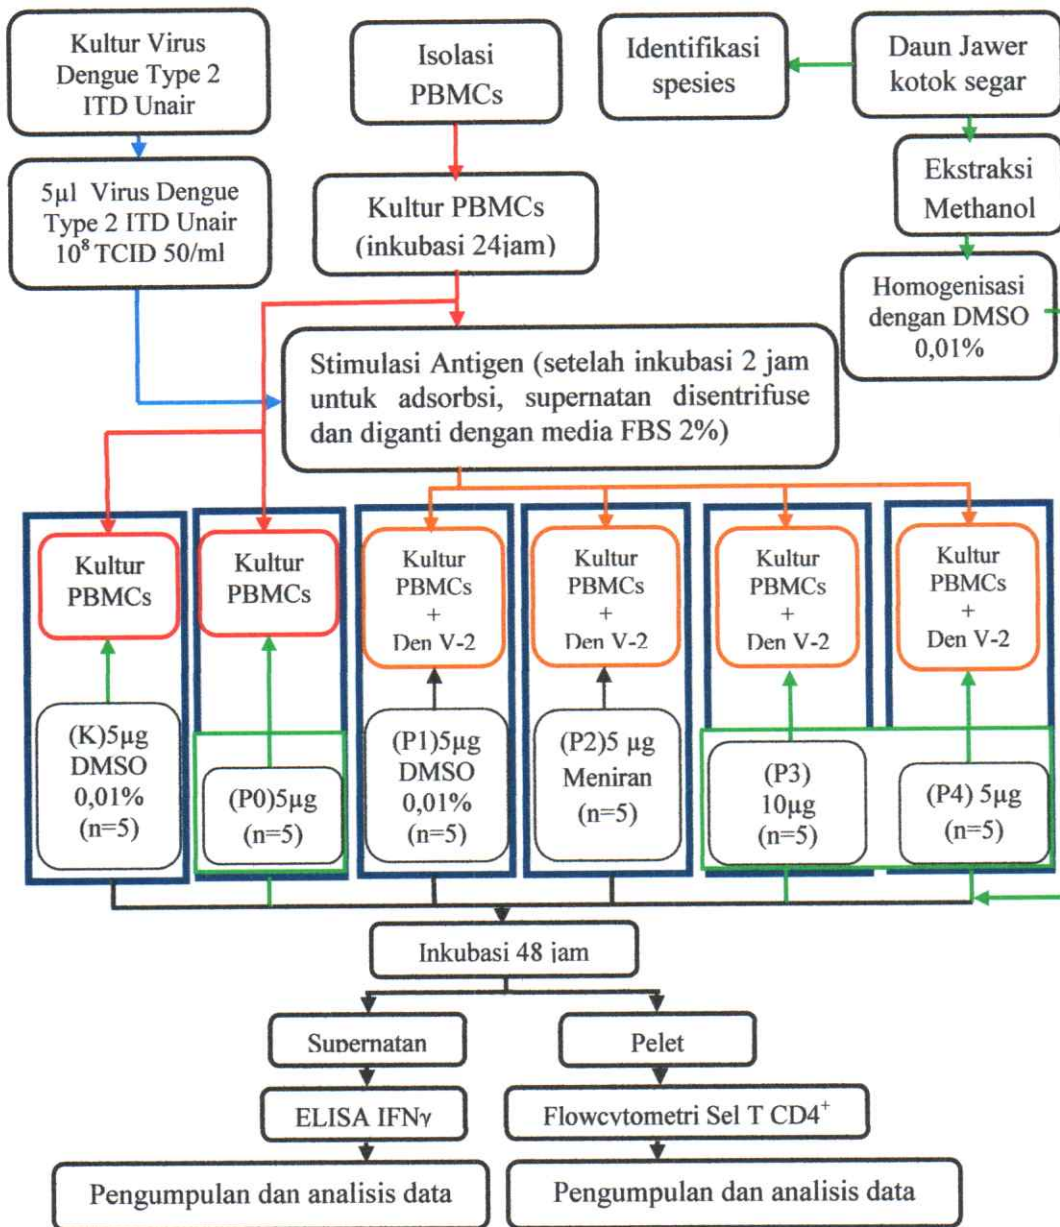 Kultur Virus
Dengue Type 2
ITD Unair
Isolasi
PBMCs
Identifikasi
spesies
Daun Jawer
kotok segar
5µl Virus Dengue
Type 2 ITD Unair
10⁸ TCID 50/ml
Kultur PBMCs
(inkubasi 24jam)
Ekstraksi
Methanol
Homogenisasi
dengan DMSO
0,01%
Stimulasi Antigen (setelah inkubasi 2 jam
untuk adsorbsi, supernatan disentrifuse
dan diganti dengan media FBS 2%)
Kultur
PBMCs
Kultur
PBMCs
Kultur
PBMCs
+
Den V-2
Kultur
PBMCs
+
Den V-2
Kultur
PBMCs
+
Den V-2
Kultur
PBMCs
+
Den V-2
(K)5µg
DMSO
0,01%
(n=5)
(P0)5µg
(n=5)
(P1)5µg
DMSO
0,01%
(n=5)
(P2)5 µg
Meniran
(n=5)
(P3)
10µg
(n=5)
(P4) 5µg
(n=5)
Inkubasi 48 jam
Supernatan
Pelet
ELISA IFNγ
Flowcytometri Sel T CD4⁺
Pengumpulan dan analisis data
Pengumpulan dan analisis data